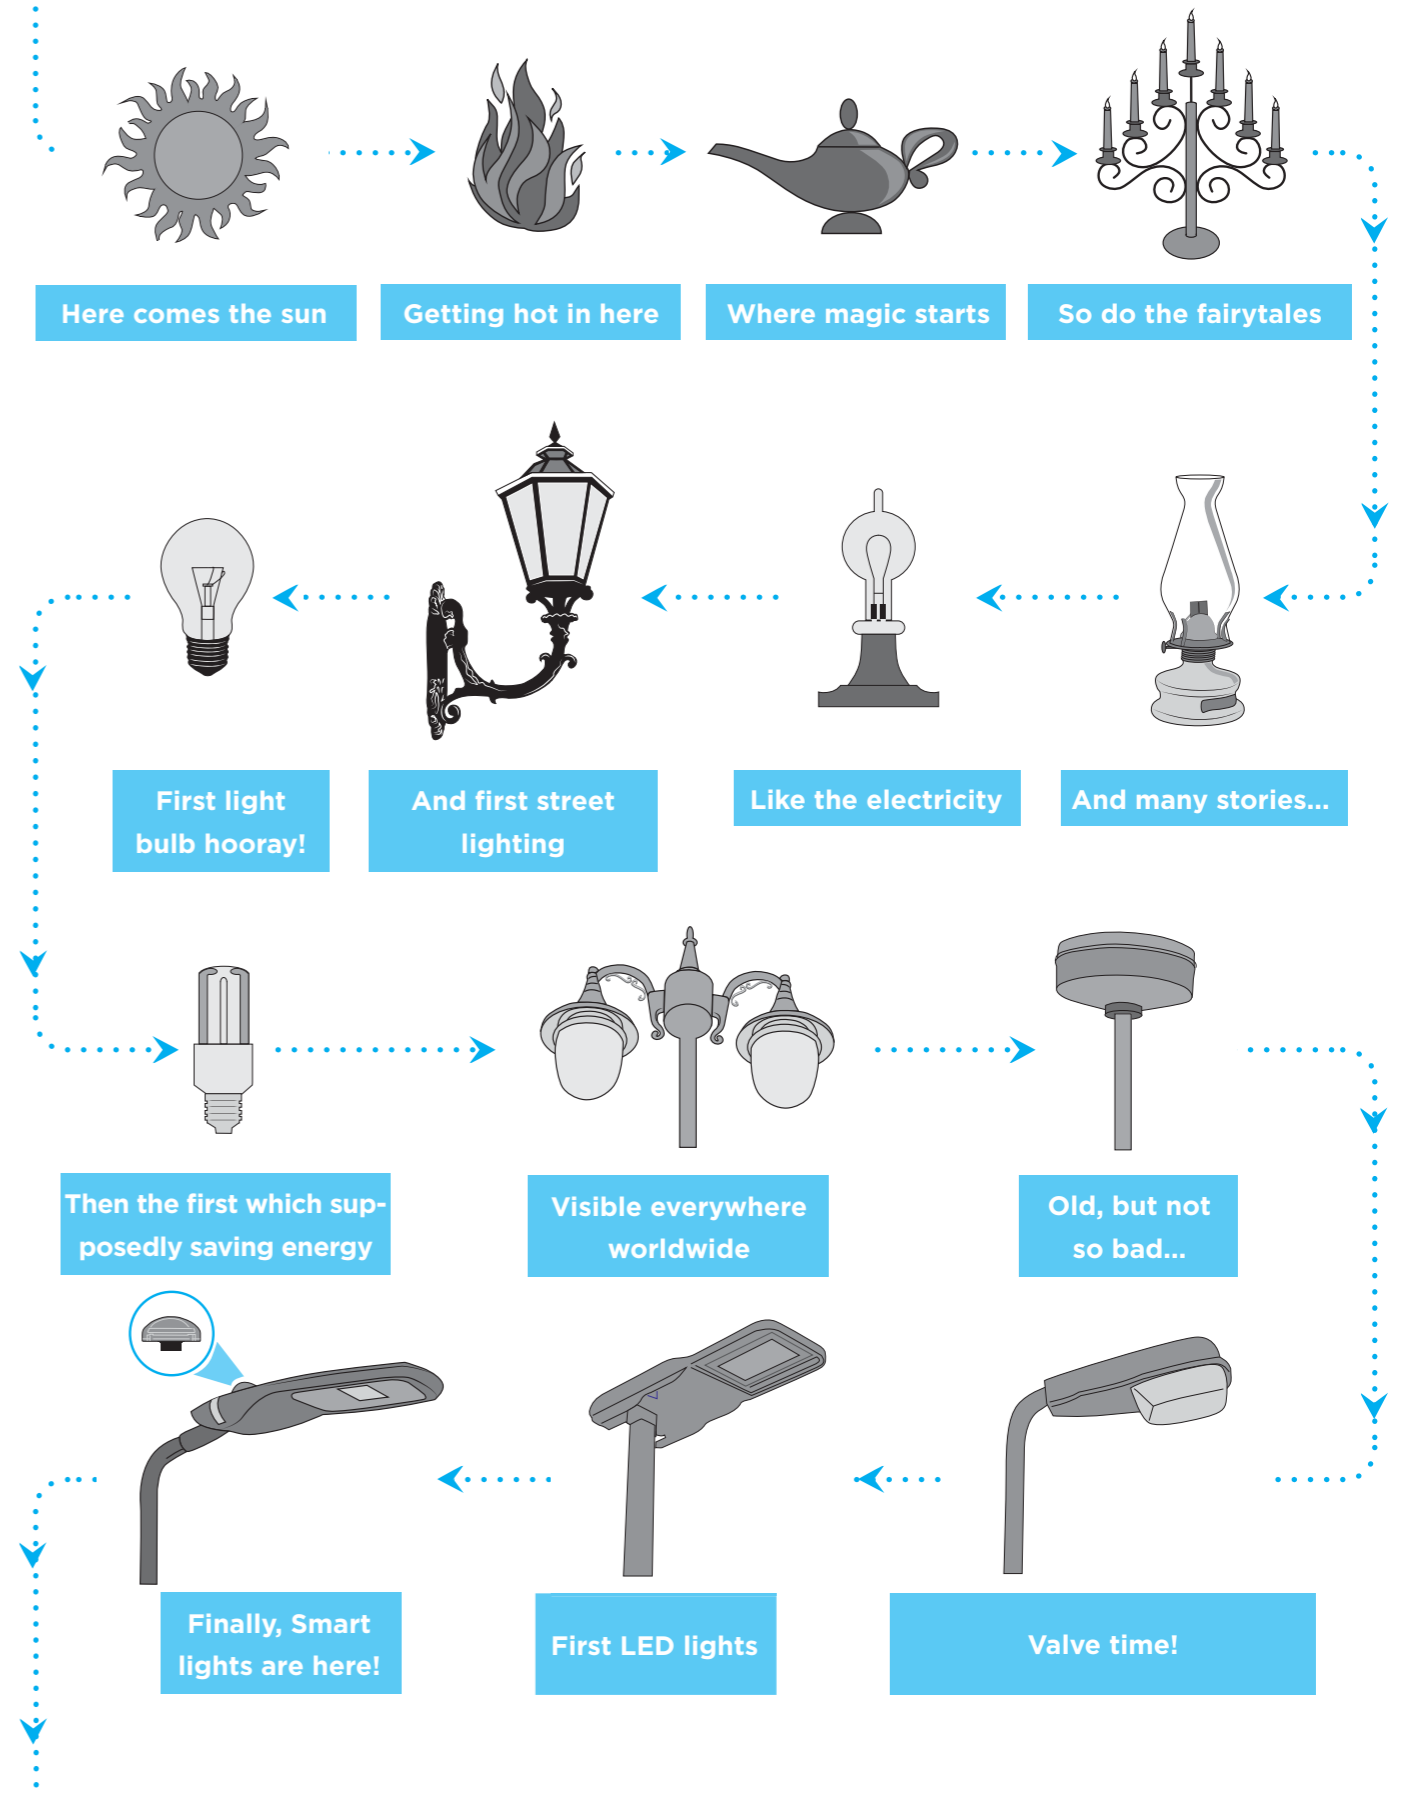 Here comes the sun
Getting hot in here
Where magic starts
So do the fairytales
And many stories...
Like the electricity
And first street
lighting
First light
bulb hooray!
Then the first which sup-
posedly saving energy
Visible everywhere
worldwide
Old, but not
so bad...
Valve time!
First LED lights
Finally, Smart
lights are here!